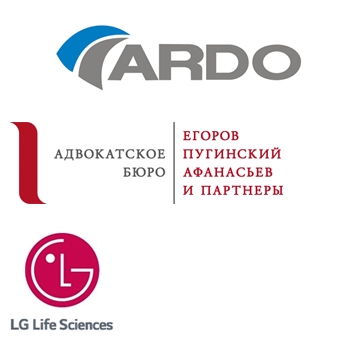 ARDO
АДВОКАТСКОЕ
БЮРО
ЕГОРОВ
ПУГИНСКИЙ
АФАНАСЬЕВ
И ПАРТНЕРЫ
LG
LG Life Sciences